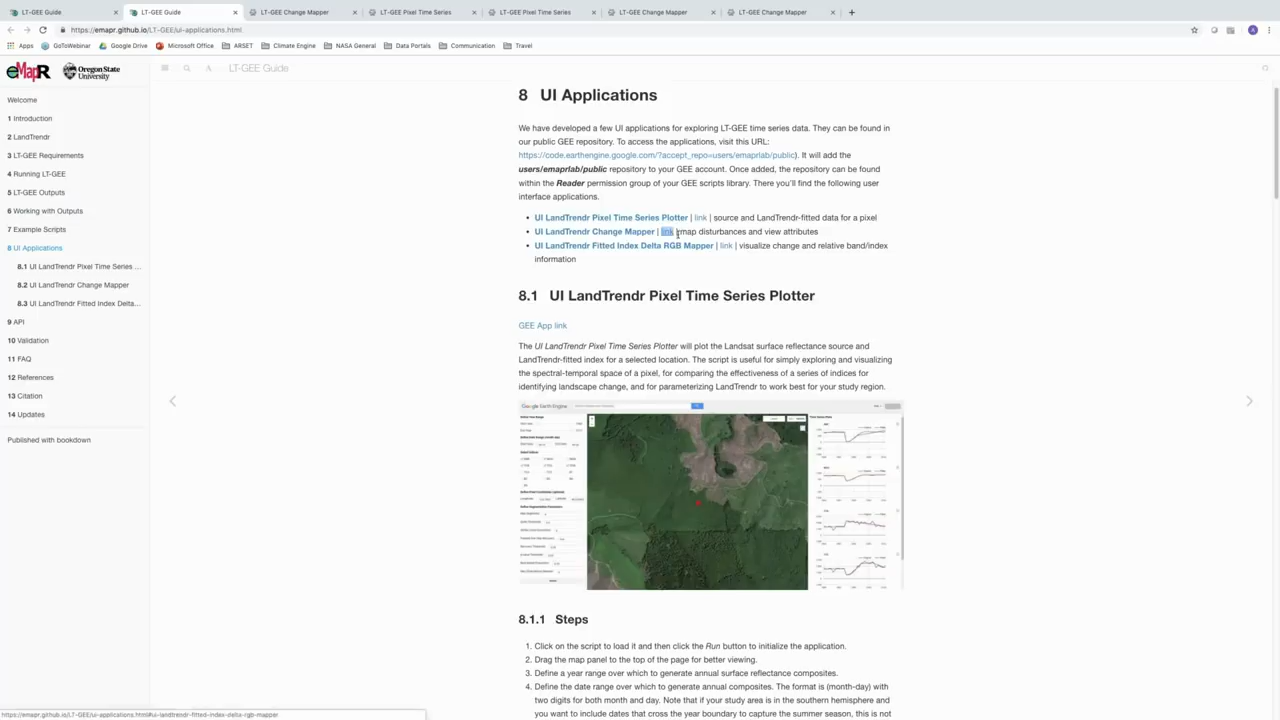 LT-GEE Guide
LT-GEE Guide
LT-GEE Change Mapper
LT-GEE Pixel Time Series
LT-GEE Pixel Time Series
LT-GEE Change Mapper
LT-GEE Change Mapper
https://emapr.github.io/LT-GEE/ui-applications.html
Apps
GoToWebinar
Google Drive
Microsoft Office
ARSET
Climate Engine
NASA General
Data Portals
Communication
Travel
eMapR
Oregon State
University
A
LT-GEE Guide
Welcome
1 Introduction
2 LandTrendr
3 LT-GEE Requirements
4 Running LT-GEE
5 LT-GEE Outputs
6 Working with Outputs
7 Example Scripts
8 UI Applications
8.1 UI LandTrendr Pixel Time Series ...
8.2 UI LandTrendr Change Mapper
8.3 UI LandTrendr Fitted Index Delta...
9 API
10 Validation
11 FAQ
12 References
13 Citation
14 Updates
Published with bookdown
8 UI Applications
We have developed a few UI applications for exploring LT-GEE time series data. They can be found in
our public GEE repository. To access the applications, visit this URL:
https://code.earthengine.google.com/?accept_repo=users/emaprlab/public). It will add the
users/emaprlab/public repository to your GEE account. Once added, the repository can be found
within the Reader permission group of your GEE scripts library. There you'll find the following user
interface applications.
• UI LandTrendr Pixel Time Series Plotter | link | source and LandTrendr-fitted data for a pixel
• UI LandTrendr Change Mapper | link | map disturbances and view attributes
• UI LandTrendr Fitted Index Delta RGB Mapper | link | visualize change and relative band/index
information
8.1 UI LandTrendr Pixel Time Series Plotter
GEE App link
The UI LandTrendr Pixel Time Series Plotter will plot the Landsat surface reflectance source and
LandTrendr-fitted index for a selected location. The script is useful for simply exploring and visualizing
the spectral-temporal space of a pixel, for comparing the effectiveness of a series of indices for
identifying landscape change, and for parameterizing LandTrendr to work best for your study region.
Google Earth Engine
8.1.1 Steps
1. Click on the script to load it and then click the Run button to initialize the application.
2. Drag the map panel to the top of the page for better viewing.
3. Define a year range over which to generate annual surface reflectance composites.
4. Define the date range over which to generate annual composites. The format is (month-day) with
two digits for both month and day. Note that if your study area is in the southern hemisphere and
you want to include dates that cross the year boundary to capture the summer season, this is not
https://emapr.github.io/LT-GEE/ui-applications.html#ui-landtrendr-fitted-index-delta-rgb-mapper